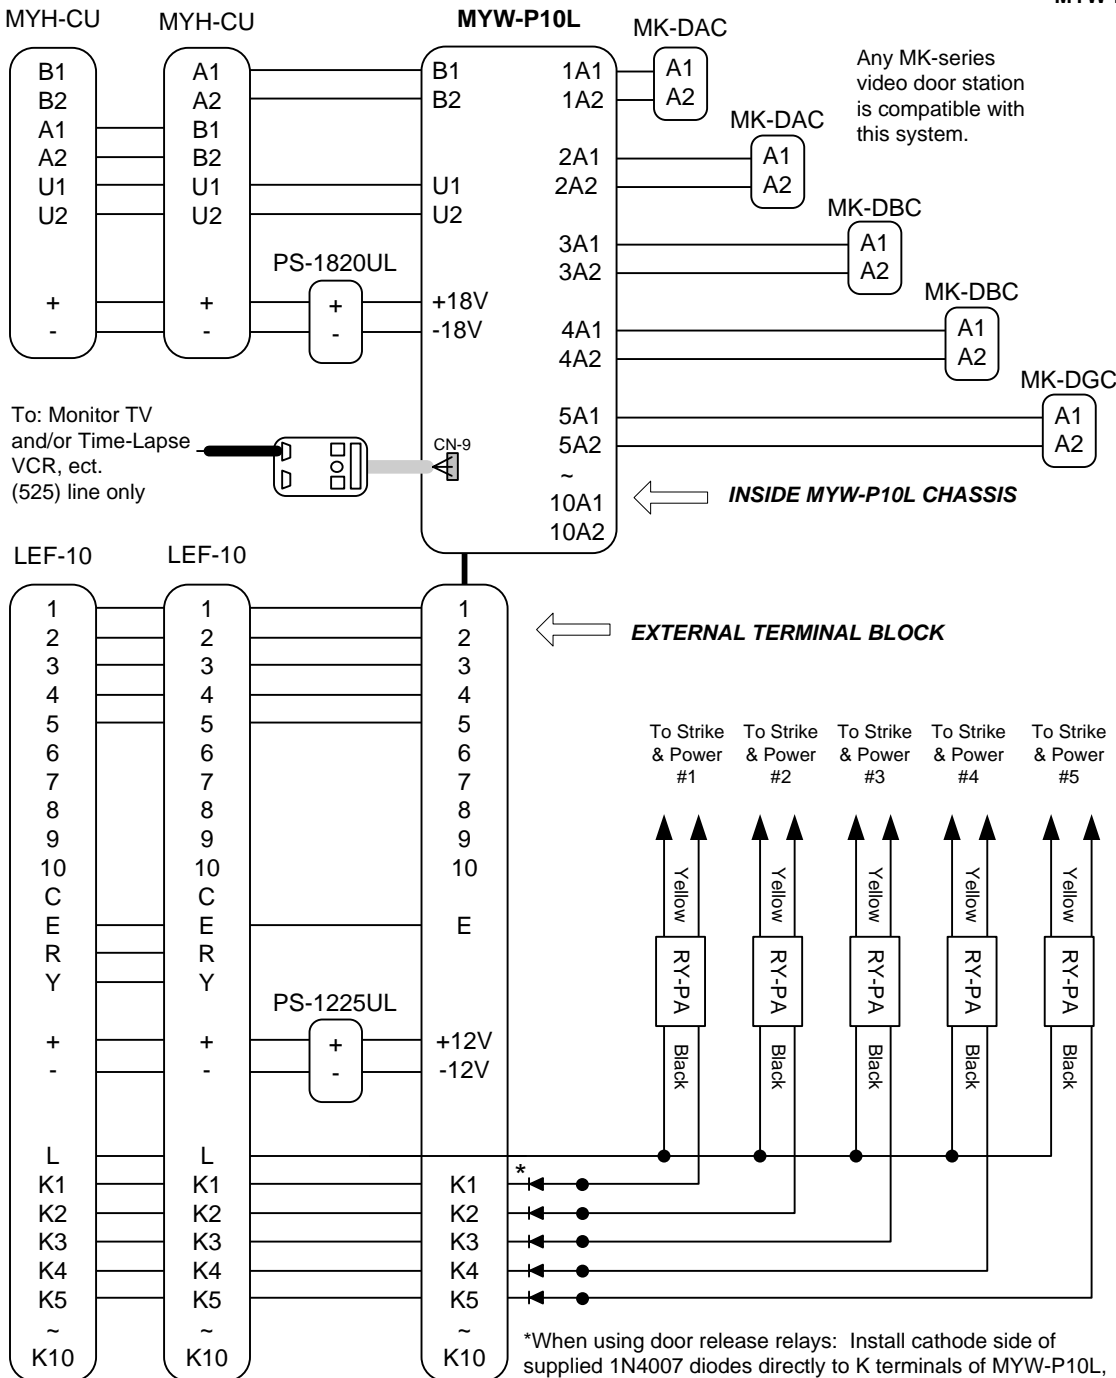 MYH-CU
MYH-CU
MYW-P10L
MK-DAC
B1
B2
A1
A2
U1
U2
+
-
A1
A2
B1
B2
U1
U2
+
-
PS-1820UL
+
-
B1
B2
U1
U2
+18V
-18V
1A1
1A2
2A1
2A2
3A1
3A2
4A1
4A2
5A1
5A2
~
10A1
10A2
A1
A2
MK-DAC
A1
A2
MK-DBC
A1
A2
MK-DBC
A1
A2
MK-DGC
A1
A2
Any MK-series
video door station
is compatible with
this system.
To: Monitor TV
and/or Time-Lapse
VCR, ect.
(525) line only
CN-9
INSIDE MYW-P10L CHASSIS
EXTERNAL TERMINAL BLOCK
LEF-10
1
2
3
4
5
6
7
8
9
10
C
E
R
Y
+
-
L
K1
K2
K3
K4
K5
~
K10
LEF-10
1
2
3
4
5
6
7
8
9
10
C
E
R
Y
+
-
L
K1
K2
K3
K4
K5
~
K10
PS-1225UL
+
-
1
2
3
4
5
6
7
8
9
10
E
+12V
-12V
K1
K2
K3
K4
K5
~
K10
To Strike
& Power
#1
To Strike
& Power
#2
To Strike
& Power
#3
To Strike
& Power
#4
To Strike
& Power
#5
Yellow
Yellow
Yellow
Yellow
Yellow
RY-PA
RY-PA
RY-PA
RY-PA
RY-PA
Black
Black
Black
Black
Black
*
*When using door release relays: Install cathode side of
supplied 1N4007 diodes directly to K terminals of MYW-P10L,